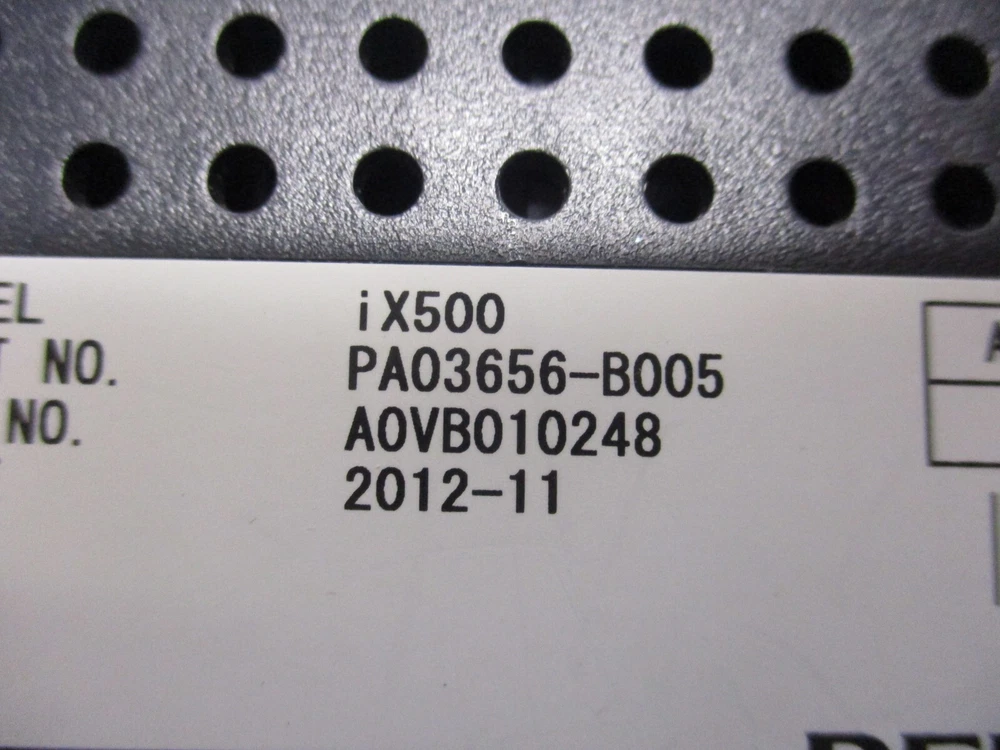 EL iX500
T NO. PA03656-B005
NO. A0VB010248
2012-11
A